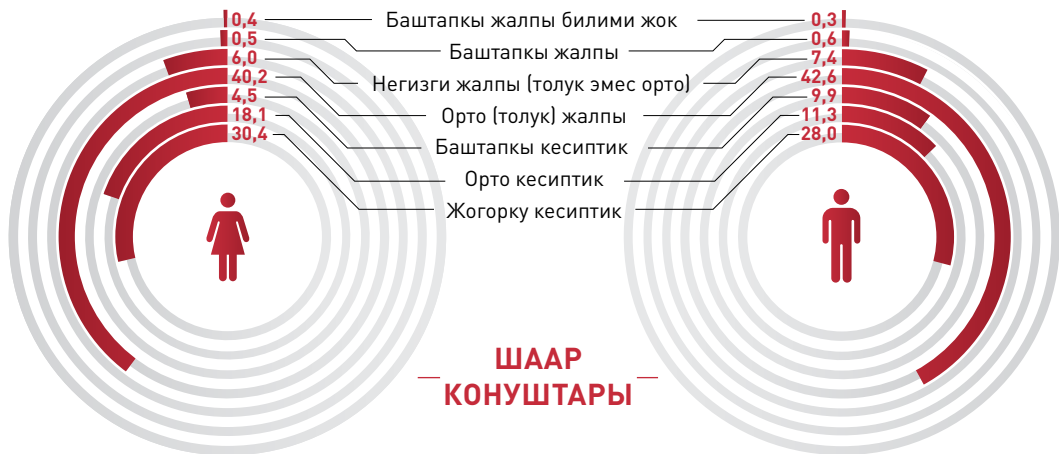 0,4 Баштапкы жалпы билими жок 0,3
0,5 Баштапкы жалпы 0,6
6,0 Негизги жалпы (толук эмес орто) 7,4
40,2 Орто (толук) жалпы 42,6
4,5 Баштапкы кесиптик 9,9
18,1 Орто кесиптик 11,3
30,4 Жогорку кесиптик 28,0
ШААР
КОНУШТАРЫ